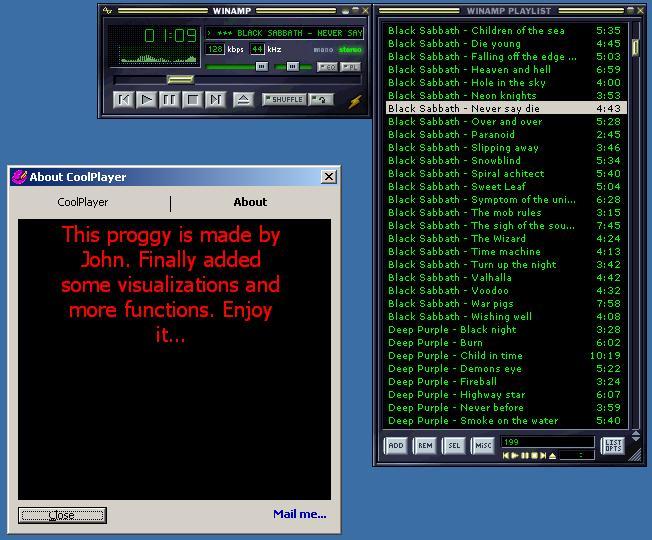 WINAMP
01:09
> *** BLACK SABBATH - NEVER SAY
128 kbps 44 kHz mono stereo
EQ PL
SHUFFLE
WINAMP PLAYLIST
Black Sabbath - Children of the sea 5:35
Black Sabbath - Die young 4:45
Black Sabbath - Falling off the edge ... 5:03
Black Sabbath - Heaven and hell 6:59
Black Sabbath - Hole in the sky 4:00
Black Sabbath - Neon knights 3:53
Black Sabbath - Never say die 4:43
Black Sabbath - Over and over 5:28
Black Sabbath - Paranoid 2:45
Black Sabbath - Slipping away 3:46
Black Sabbath - Snowblind 5:34
Black Sabbath - Spiral achitect 5:40
Black Sabbath - Sweet Leaf 5:04
Black Sabbath - Symptom of the uni... 6:28
Black Sabbath - The mob rules 3:15
Black Sabbath - The sigh of the sou... 7:45
Black Sabbath - The Wizard 4:24
Black Sabbath - Time machine 4:13
Black Sabbath - Turn up the night 3:42
Black Sabbath - Valhalla 4:42
Black Sabbath - Voodoo 4:32
Black Sabbath - War pigs 7:58
Black Sabbath - Wishing well 4:08
Deep Purple - Black night 3:28
Deep Purple - Burn 6:02
Deep Purple - Child in time 10:19
Deep Purple - Demons eye 5:22
Deep Purple - Fireball 3:24
Deep Purple - Highway star 6:07
Deep Purple - Never before 3:59
Deep Purple - Smoke on the water 5:40
ADD REM SEL MISC 199 LIST
OPTS
:
About CoolPlayer
CoolPlayer About
This proggy is made by
John. Finally added
some visualizations and
more functions. Enjoy
it...
Close Mail me...